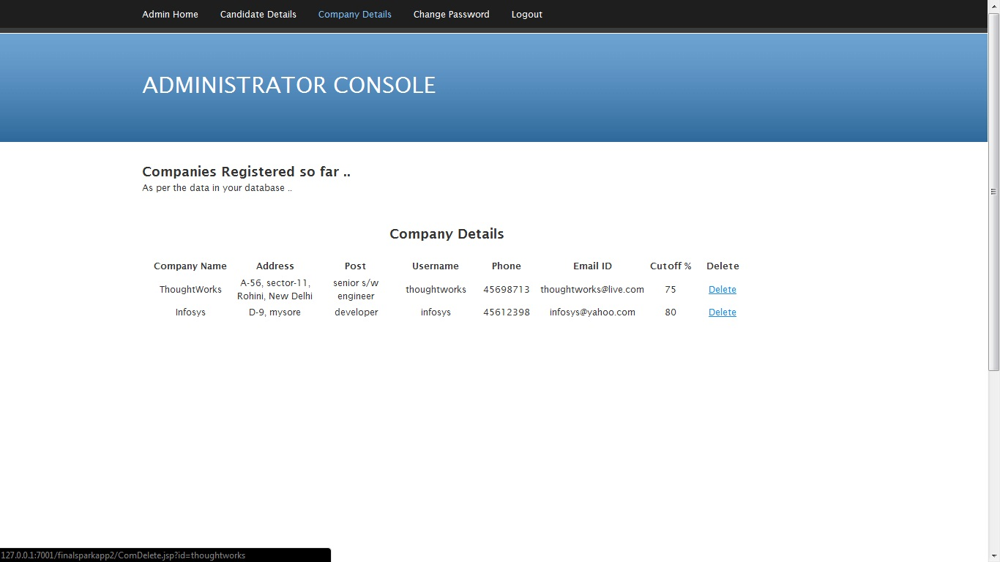 Admin Home Candidate Details Company Details Change Password Logout
ADMINISTRATOR CONSOLE
Companies Registered so far ..
As per the data in your database ..
Company Details
Company Name Address Post Username Phone Email ID Cutoff % Delete
ThoughtWorks A-56, sector-11, Rohini, New Delhi senior s/w engineer thoughtworks 45698713 thoughtworks@live.com 75 Delete
Infosys D-9, mysore developer infosys 45612398 infosys@yahoo.com 80 Delete
127.0.0.1:7001/finalsparkapp2/ComDelete.jsp?id=thoughtworks